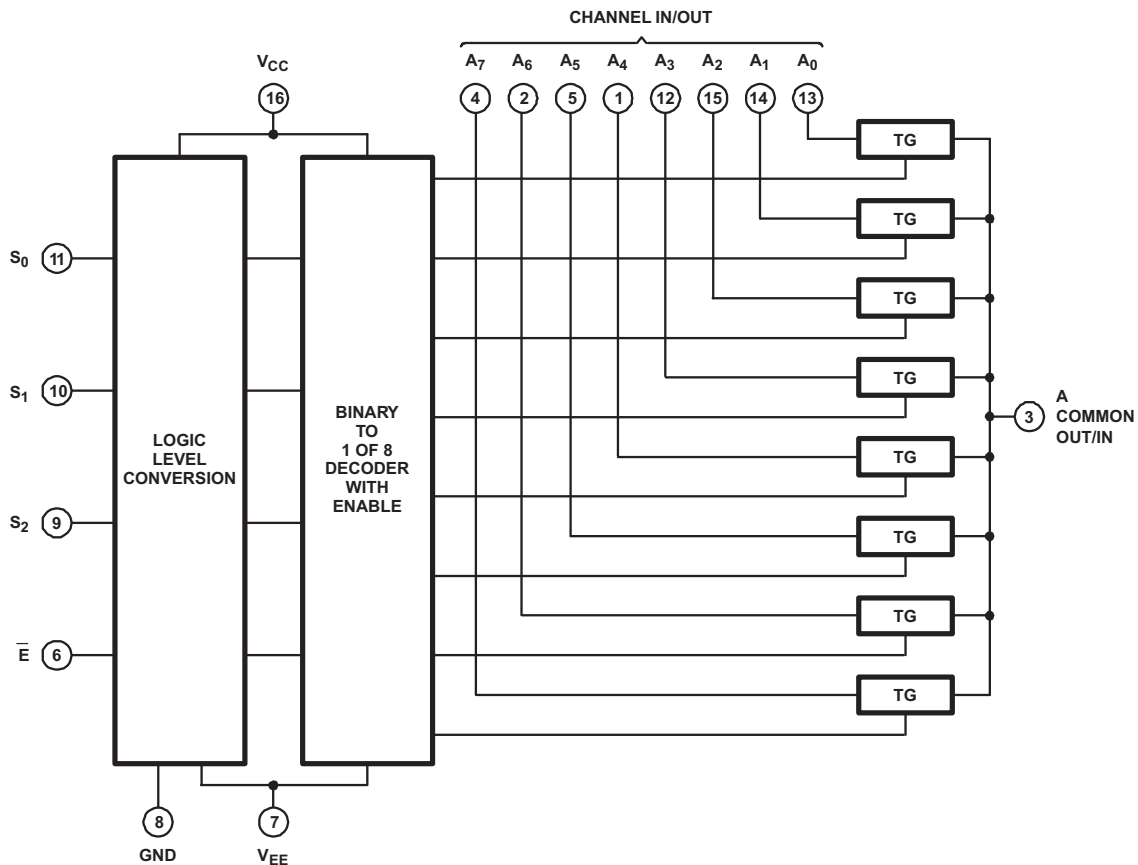 CHANNEL IN/OUT
VCC A7 A6 A5 A4 A3 A2 A1 A0
16 4 2 5 1 12 15 14 13
TG
TG
S0 11
TG
S1 10
TG
BINARY
TO
1 OF 8
DECODER
WITH
ENABLE
LOGIC
LEVEL
CONVERSION
3
A
COMMON
OUT/IN
TG
S2 9
TG
TG
E̅ 6
TG
8 7
GND VEE